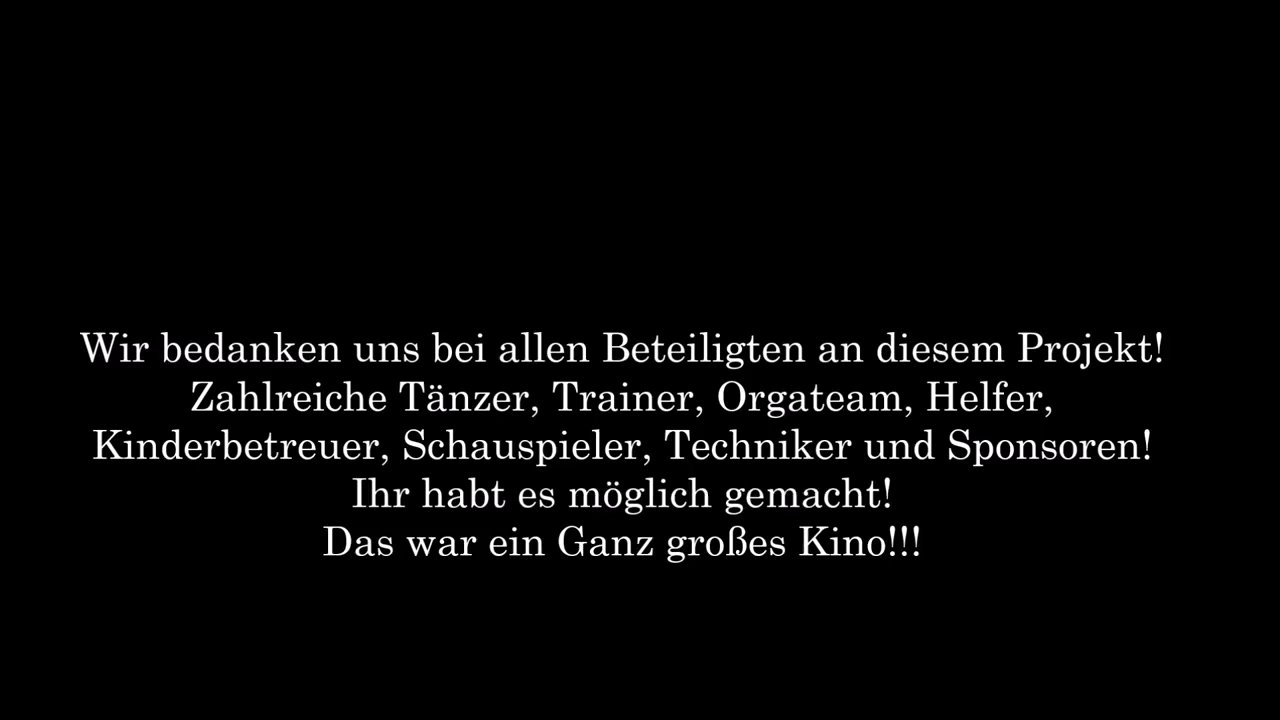 Wir bedanken uns bei allen Beteiligten an diesem Projekt!
Zahlreiche Tänzer, Trainer, Orgateam, Helfer,
Kinderbetreuer, Schauspieler, Techniker und Sponsoren!
Ihr habt es möglich gemacht!
Das war ein Ganz großes Kino!!!